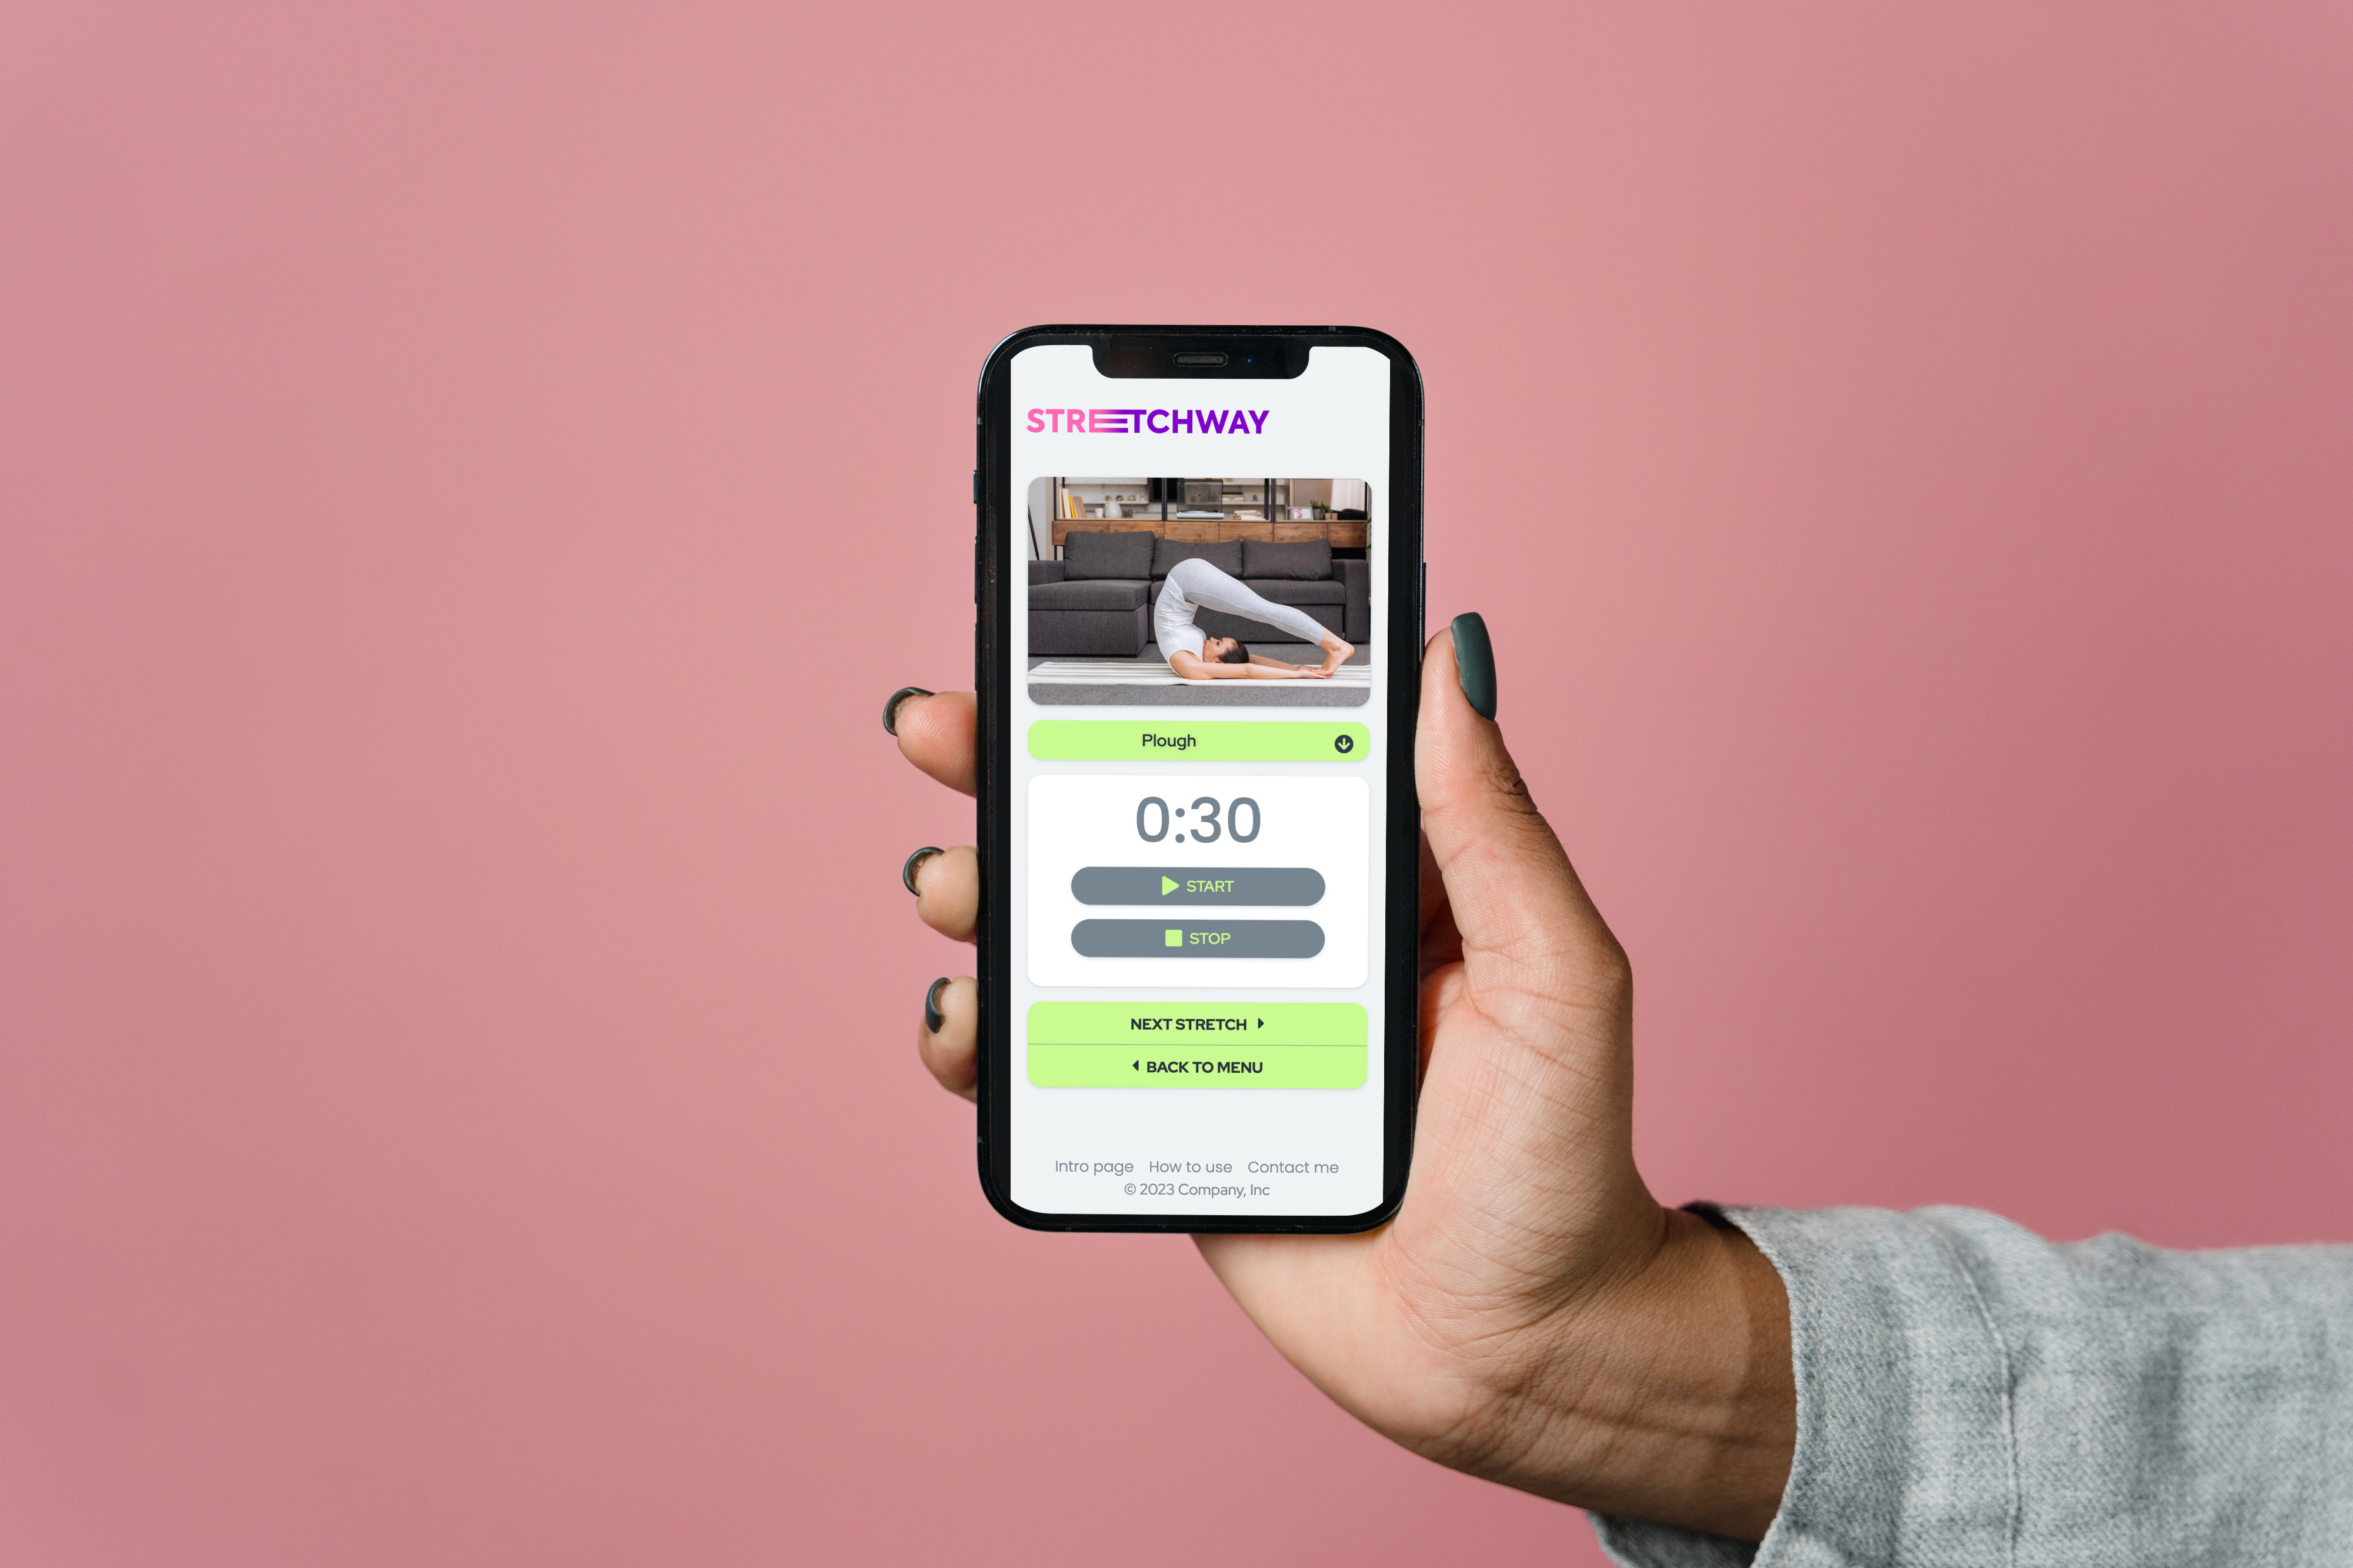 STREETCHWAY
Plough
0:30
START
STOP
NEXT STRETCH
BACK TO MENU
Intro page How to use Contact me
© 2023 Company, Inc